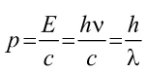 p = E/c = hν/c = h/λ